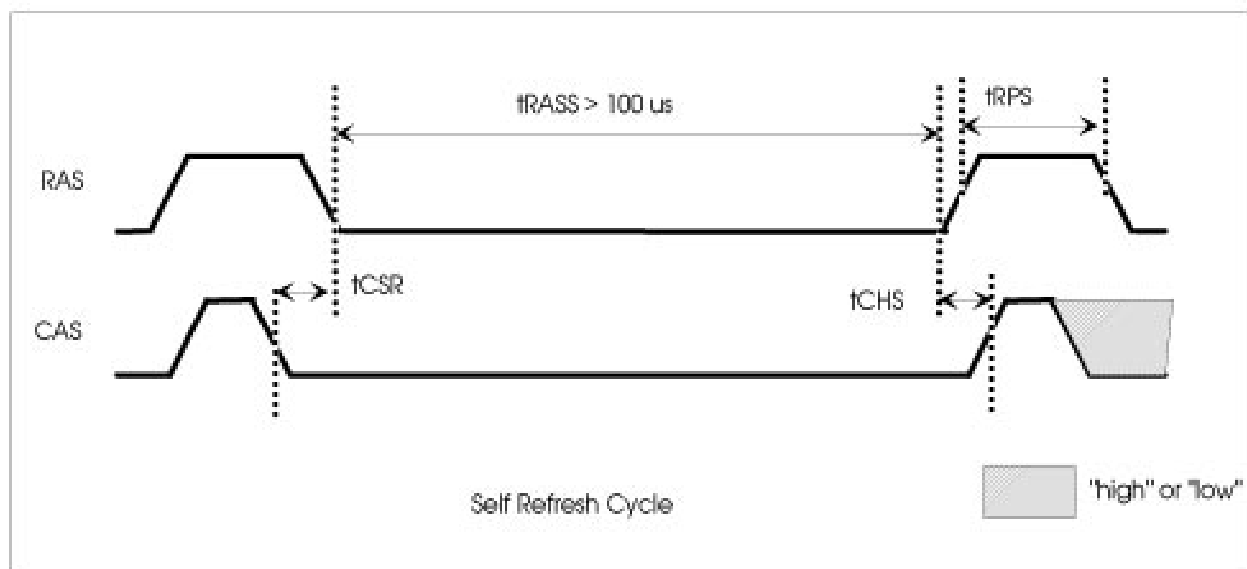 tRASS > 100 us
tRPS
RAS
tCSR
tCHS
CAS
Self Refresh Cycle
"high" or "low"